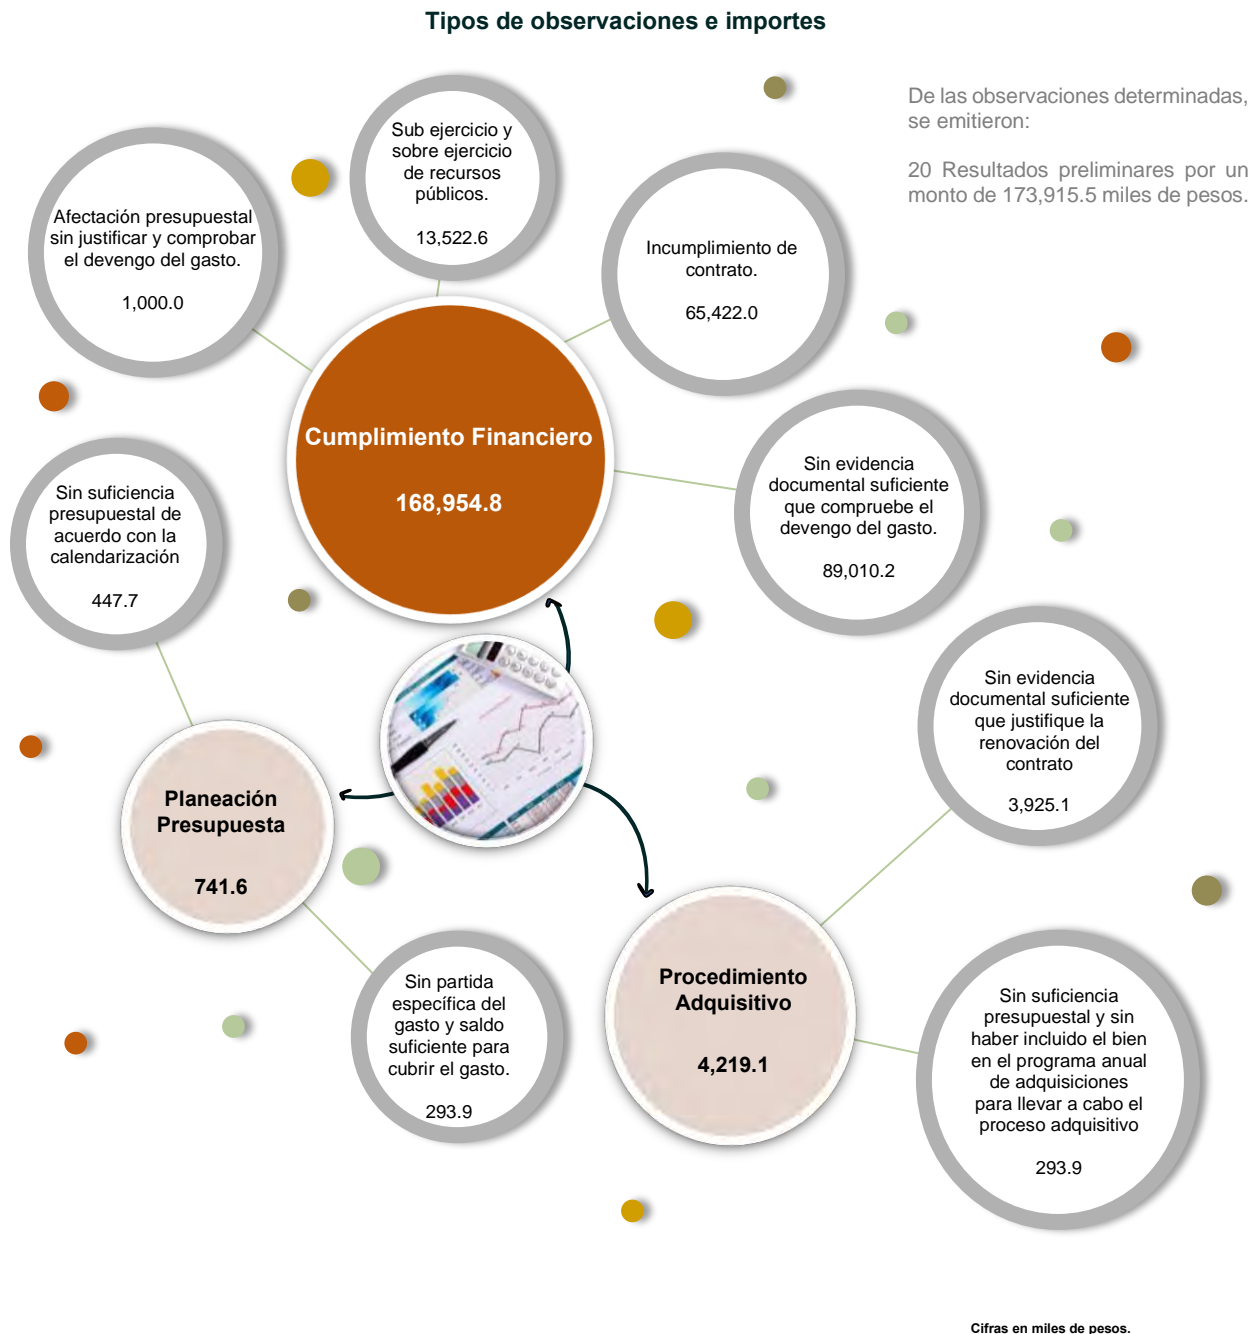 Tipos de observaciones e importes
De las observaciones determinadas,
se emitieron:
20 Resultados preliminares por un
monto de 173,915.5 miles de pesos.
Sub ejercicio y
sobre ejercicio
de recursos
públicos.
13,522.6
Afectación presupuestal
sin justificar y comprobar
el devengo del gasto.
1,000.0
Incumplimiento de
contrato.
65,422.0
Cumplimiento Financiero
168,954.8
Sin evidencia
documental suficiente
que compruebe el
devengo del gasto.
89,010.2
Sin suficiencia
presupuestal de
acuerdo con la
calendarización
447.7
Sin evidencia
documental suficiente
que justifique la
renovación del
contrato
3,925.1
Planeación
Presupuesta
741.6
Sin partida
específica del
gasto y saldo
suficiente para
cubrir el gasto.
293.9
Procedimiento
Adquisitivo
4,219.1
Sin suficiencia
presupuestal y sin
haber incluido el bien
en el programa anual
de adquisiciones
para llevar a cabo el
proceso adquisitivo
293.9
Cifras en miles de pesos.